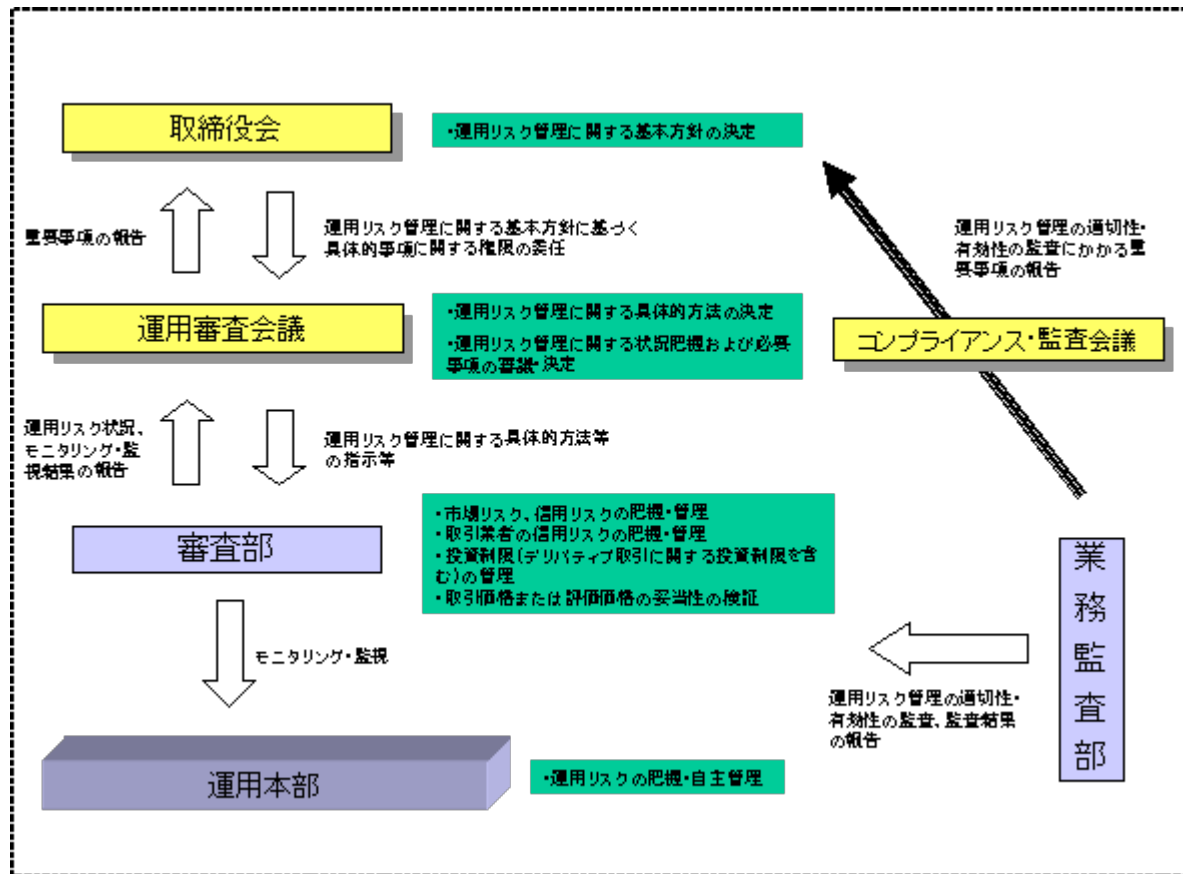 取締役会
・運用リスク管理に関する基本方針の決定
重要事項の報告
運用リスク管理に関する基本方針に基づく
具体的事項に関する権限の委任
運用リスク管理の適切性・
有効性の監査にかかる重
要事項の報告
運用審査会議
・運用リスク管理に関する具体的方法の決定
・運用リスク管理に関する状況把握および必要
事項の審議・決定
コンプライアンス・監査会議
運用リスク状況、
モニタリング・監
視結果の報告
運用リスク管理に関する具体的方法等
の指示等
審査部
・市場リスク、信用リスクの把握・管理
・取引業者の信用リスクの把握・管理
・投資制限(デリバティブ取引に関する投資制限を含
む)の管理
・取引価格または評価価格の妥当性の検証
業務監査部
モニタリング・監視
運用リスク管理の適切性・
有効性の監査、監査結果
の報告
運用本部
・運用リスクの把握・自主管理